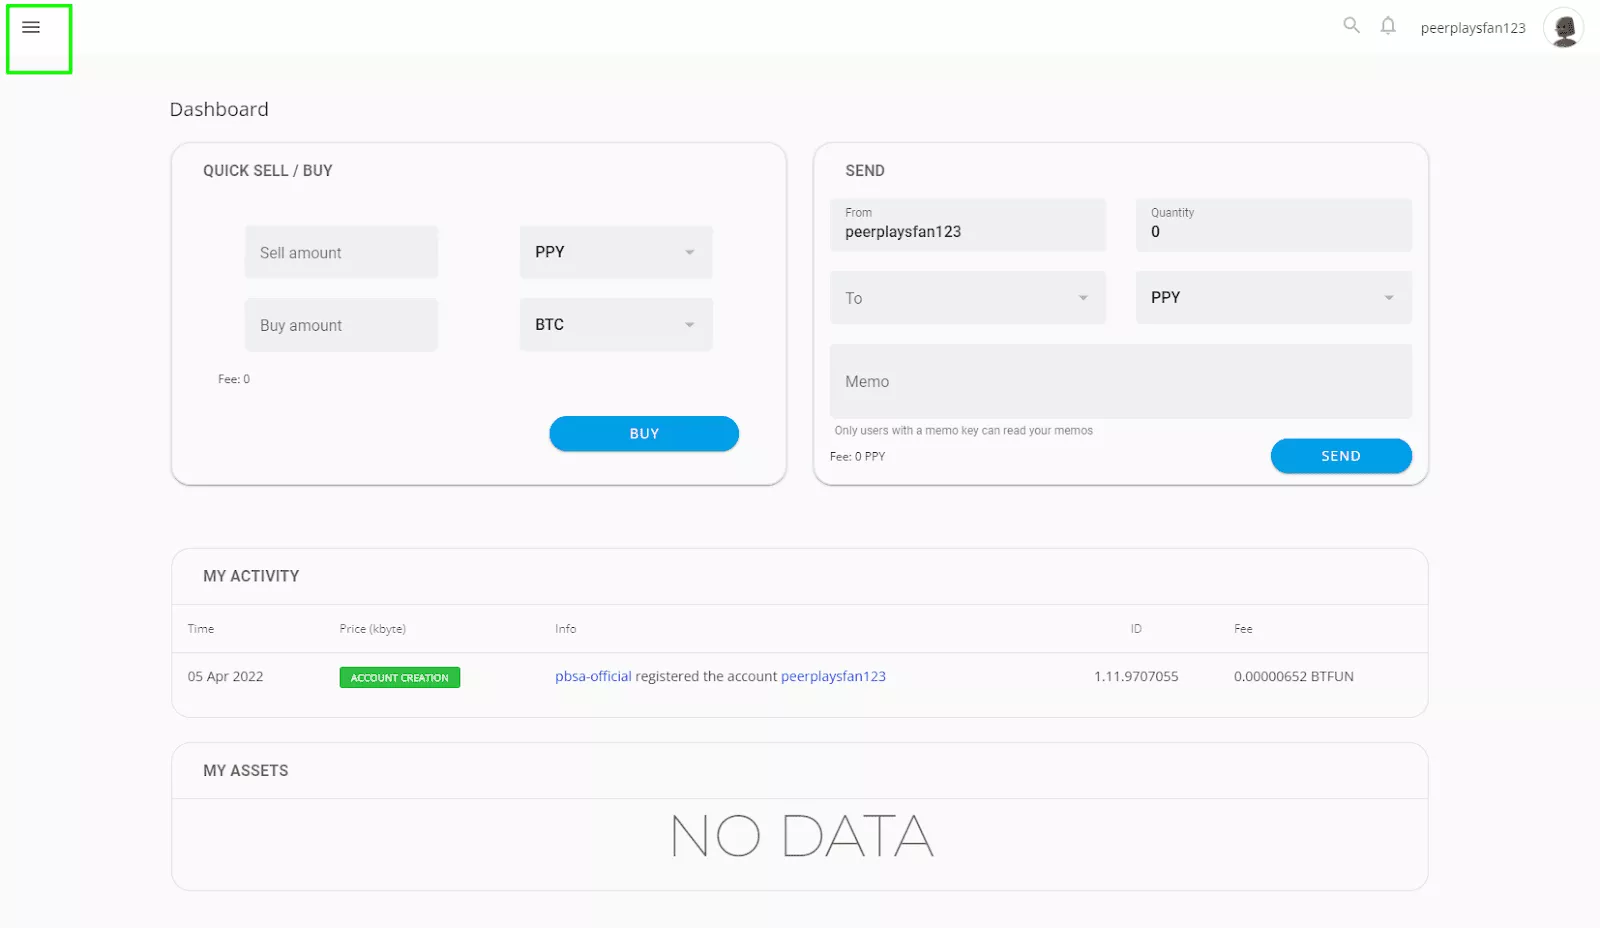 peerplaysfan123
Dashboard
QUICK SELL / BUY
Sell amount
PPY
Buy amount
BTC
Fee: 0
BUY
SEND
From
peerplaysfan123
Quantity
0
To
PPY
Memo
Only users with a memo key can read your memos
Fee: 0 PPY
SEND
MY ACTIVITY
Time Price (kbyte) Info ID Fee
05 Apr 2022 ACCOUNT CREATION pbsa-official registered the account peerplaysfan123 1.11.9707055 0.00000652 BTFUN
MY ASSETS
NO DATA